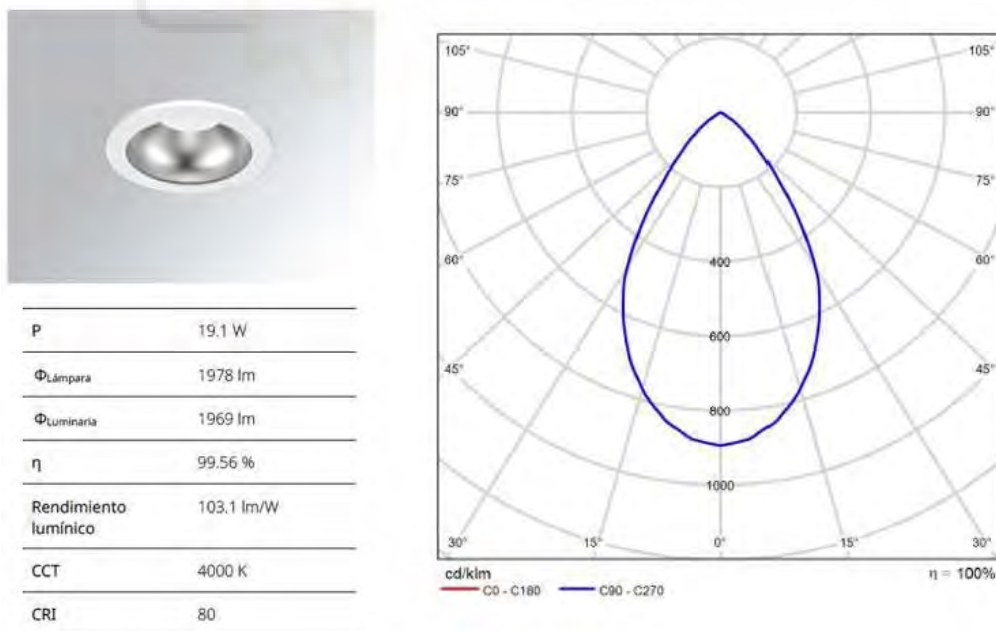 P 19.1 W
ΦLámpara 1978 lm
ΦLuminaria 1969 lm
η 99.56 %
Rendimiento lumínico 103.1 lm/W
CCT 4000 K
CRI 80
105° 105°
90° 90°
75° 75°
60° 60°
45° 45°
400
600
800
1000
30° 15° 0° 15° 30°
cd/klm η = 100%
C0 - C180 C90 - C270